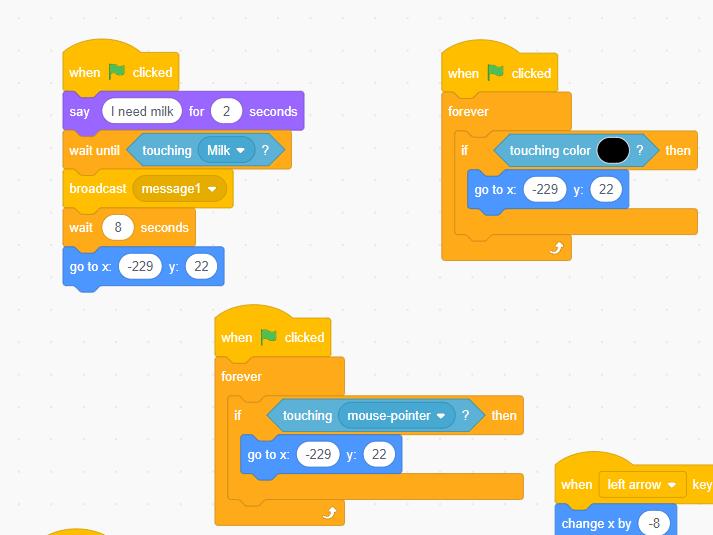 when clicked
say I need milk for 2 seconds
wait until touching Milk ?
broadcast message1
wait 8 seconds
go to x: -229 y: 22
when clicked
forever
if touching color ? then
go to x: -229 y: 22
when clicked
forever
if touching mouse-pointer ? then
go to x: -229 y: 22
when left arrow key
change x by -8